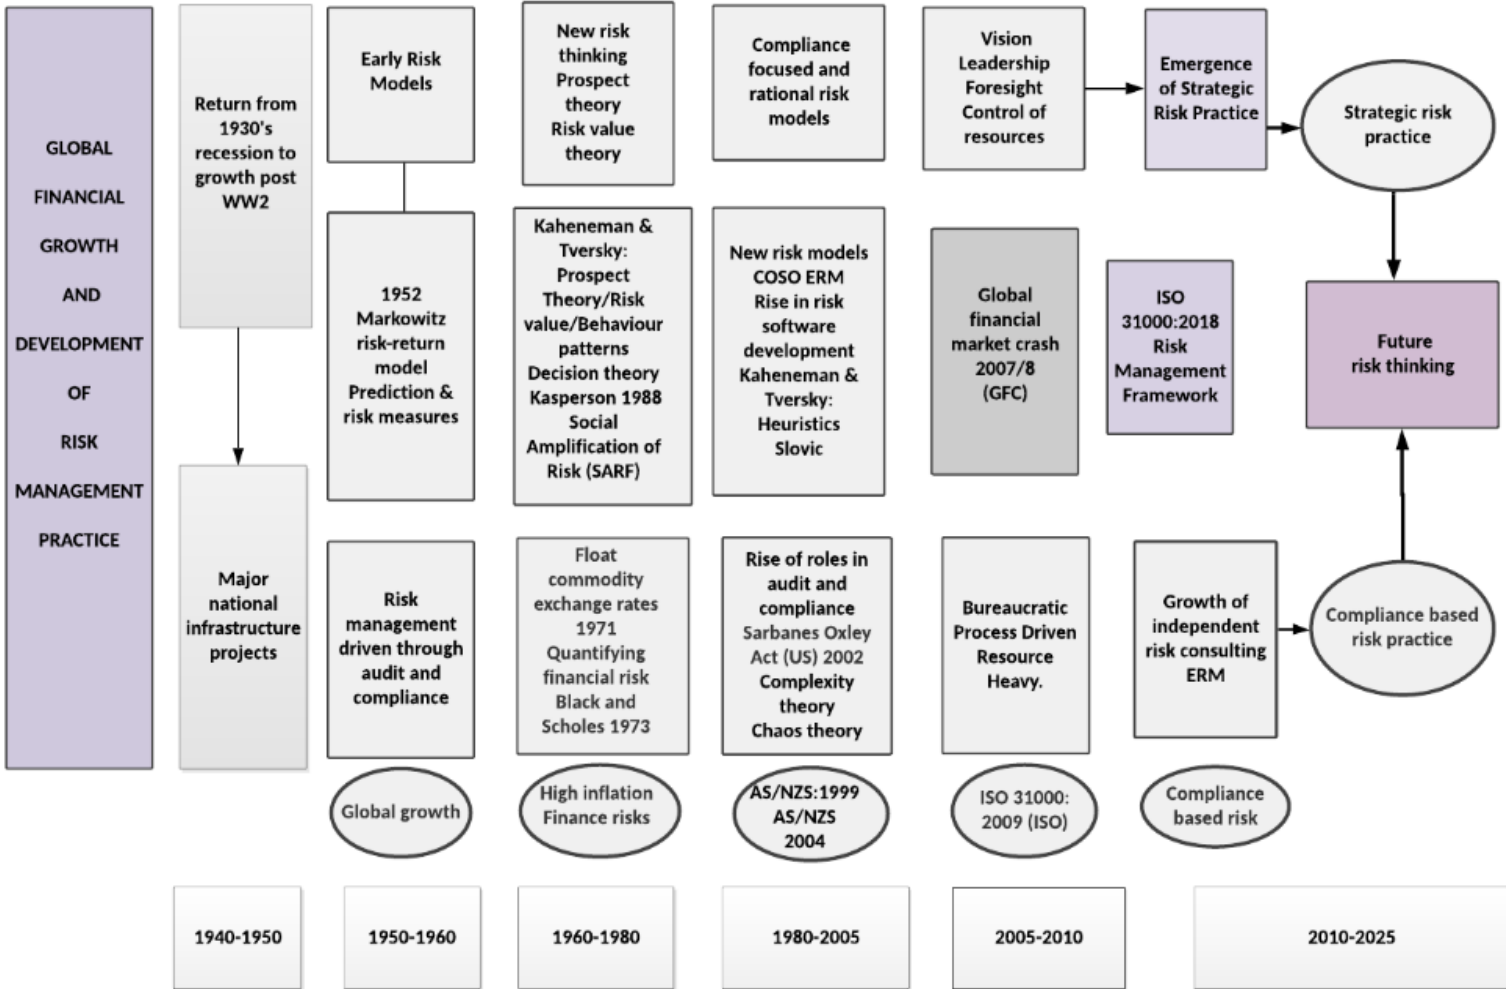 GLOBAL
FINANCIAL
GROWTH
AND
DEVELOPMENT
OF
RISK
MANAGEMENT
PRACTICE
Return from
1930's
recession to
growth post
WW2
Major
national
infrastructure
projects
Early Risk
Models
1952
Markowitz
risk-return
model
Prediction &
risk measures
Risk
management
driven through
audit and
compliance
Global growth
New risk
thinking
Prospect
theory
Risk value
theory
Kaheneman &
Tversky:
Prospect
Theory/Risk
value/Behaviour
patterns
Decision theory
Kasperson 1988
Social
Amplification of
Risk (SARF)
Float
commodity
exchange rates
1971
Quantifying
financial risk
Black and
Scholes 1973
High inflation
Finance risks
Compliance
focused and
rational risk
models
New risk models
COSO ERM
Rise in risk
software
development
Kaheneman &
Tversky:
Heuristics
Slovic
Rise of roles in
audit and
compliance
Sarbanes Oxley
Act (US) 2002
Complexity
theory
Chaos theory
AS/NZS:1999
AS/NZS
2004
Vision
Leadership
Foresight
Control of
resources
Global
financial
market crash
2007/8
(GFC)
Bureaucratic
Process Driven
Resource
Heavy.
ISO 31000:
2009 (ISO)
Emergence
of Strategic
Risk Practice
ISO
31000:2018
Risk
Management
Framework
Growth of
independent
risk consulting
ERM
Compliance
based risk
Strategic risk
practice
Future
risk thinking
Compliance based
risk practice
1940-1950
1950-1960
1960-1980
1980-2005
2005-2010
2010-2025